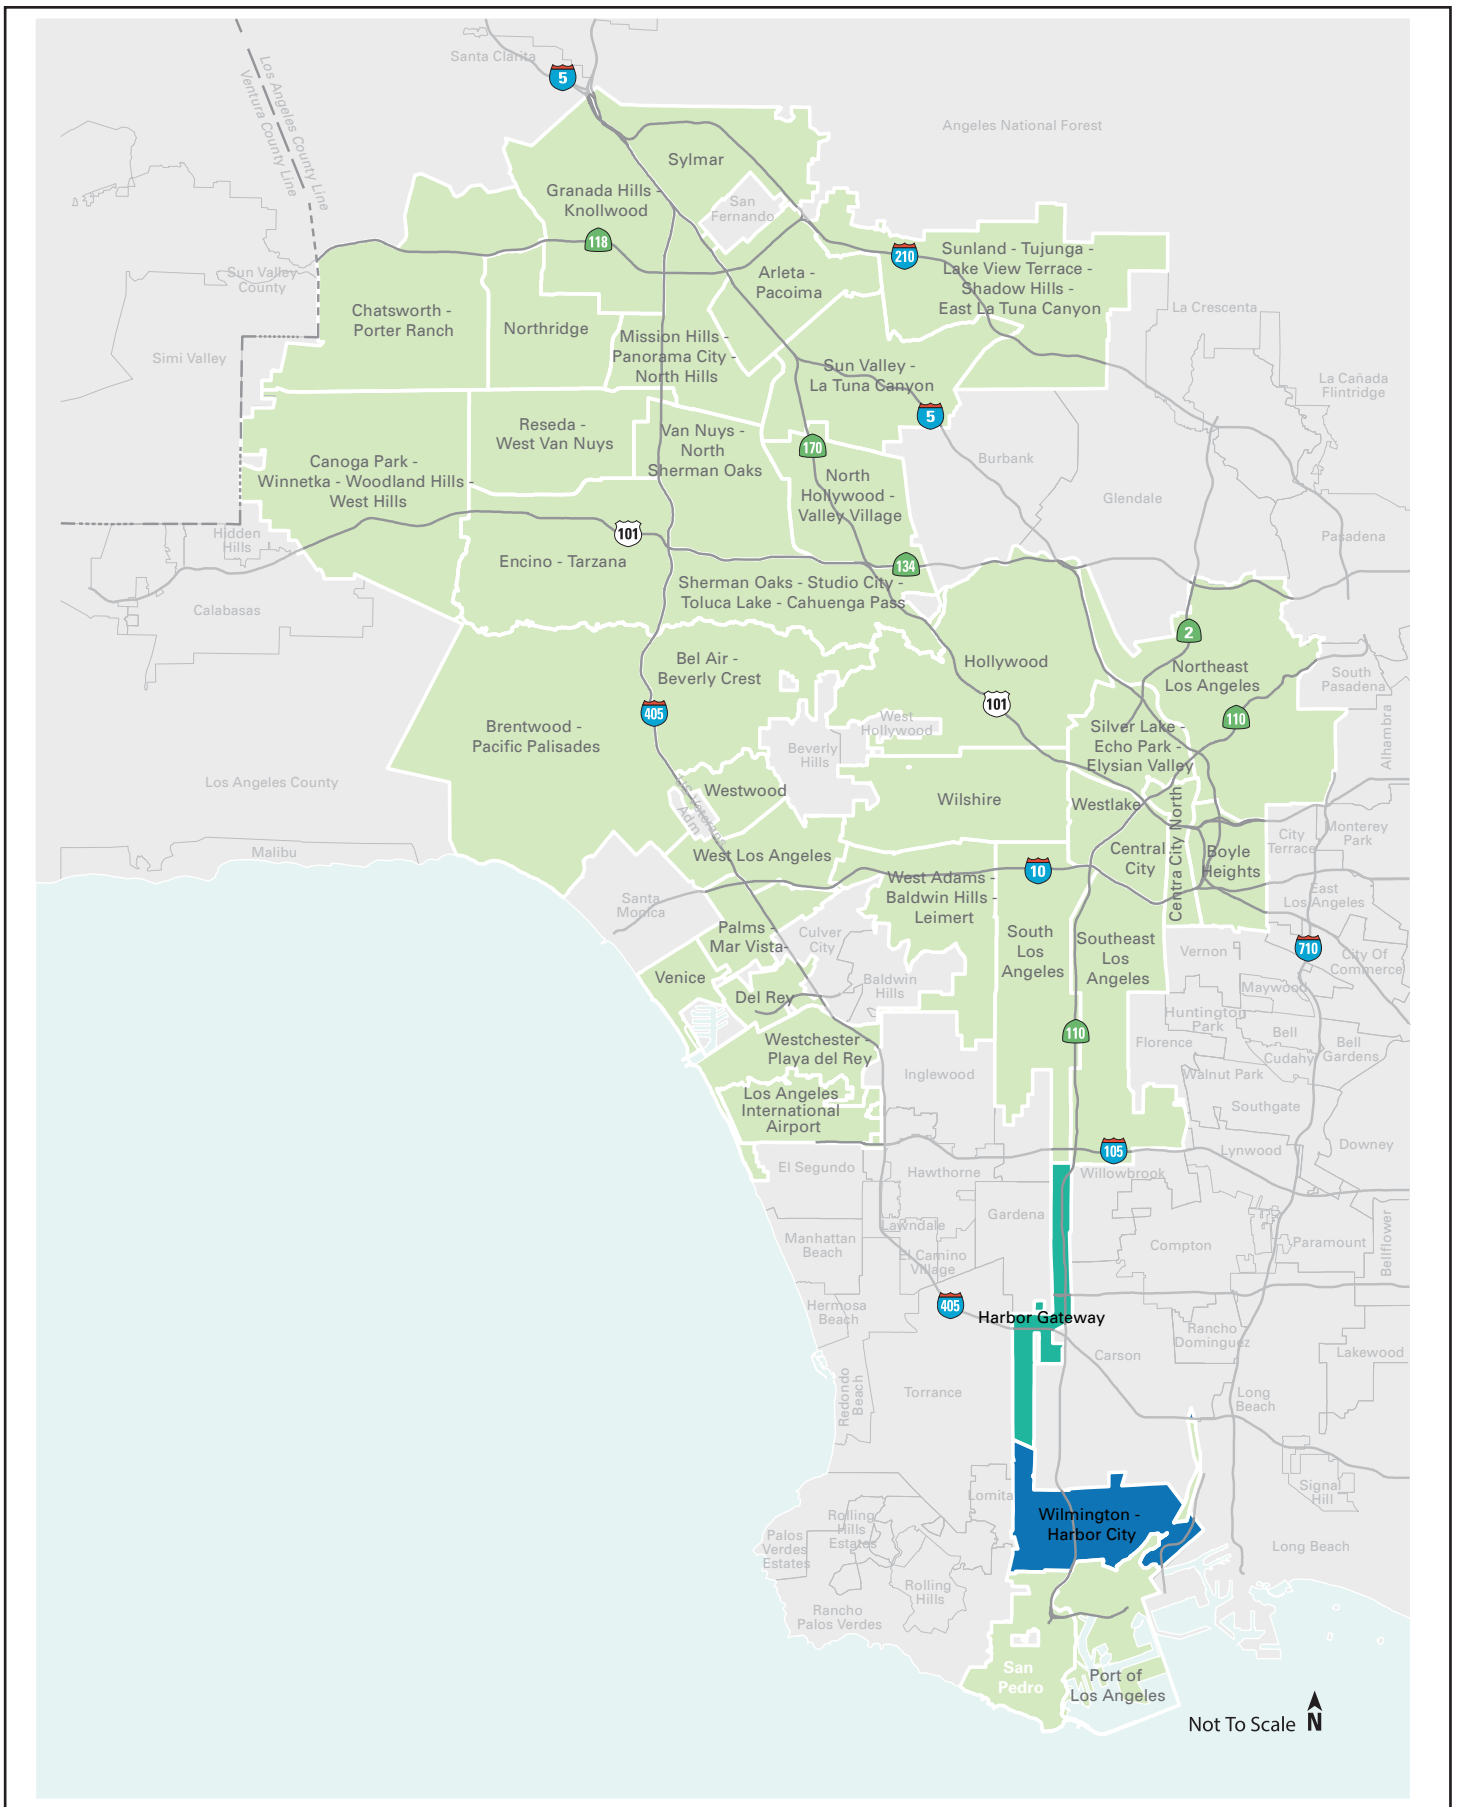 Santa Clarita
5
Los Angeles County Line
Ventura County Line
Angeles National Forest
Sylmar
Granada Hills -
Knollwood
San
Fernando
118
210
Sunland - Tujunga -
Lake View Terrace -
Shadow Hills -
East La Tuna Canyon
Sun Valley
County
Arleta -
Pacoima
Chatsworth -
Porter Ranch
Northridge
La Crescenta
Mission Hills -
Panorama City -
North Hills
Simi Valley
Sun Valley -
La Tuna Canyon
La Cañada
Flintridge
5
Reseda -
West Van Nuys
Van Nuys -
North
Sherman Oaks
170
Canoga Park -
Winnetka - Woodland Hills -
West Hills
North
Hollywood -
Valley Village
Burbank
Glendale
Hidden
Hills
101
Pasadena
Encino - Tarzana
134
Sherman Oaks - Studio City -
Toluca Lake - Cahuenga Pass
Calabasas
2
Bel Air -
Beverly Crest
Hollywood
Northeast
Los Angeles
South
Pasadena
405
101
110
Brentwood -
Pacific Palisades
West
Hollywood
Silver Lake -
Echo Park -
Elysian Valley
Alhambra
Beverly
Hills
Los Angeles County
US Veterans
Adm
Westwood
Wilshire
Westlake
Centra City North
City
Terrace
Monterey
Park
Malibu
West Los Angeles
Central
City
Boyle
Heights
10
West Adams -
Baldwin Hills -
Leimert
Santa
Monica
East
Los Angeles
Palms -
Mar Vista-
Culver
City
South
Los
Angeles
Southeast
Los
Angeles
Vernon
710
City Of
Commerce
Venice
Del Rey
Baldwin
Hills
Maywood
Huntington
Park
Westchester -
Playa del Rey
110
Florence
Bell
Cudahy
Bell
Gardens
Inglewood
Walnut Park
Los Angeles
International
Airport
Southgate
105
Lynwood
Downey
El Segundo
Hawthorne
Willowbrook
Gardena
Lawndale
Manhattan
Beach
El Camino
Village
Compton
Paramount
Bellflower
405
Hermosa
Beach
Harbor Gateway
Rancho
Dominguez
Carson
Lakewood
Redondo
Beach
Torrance
Long
Beach
Lomita
Signal
Hill
Wilmington -
Harbor City
Rolling
Hills
Estates
Palos
Verdes
Estates
Long Beach
Rolling
Hills
Rancho
Palos Verdes
San
Pedro
Port of
Los Angeles
Not To Scale N